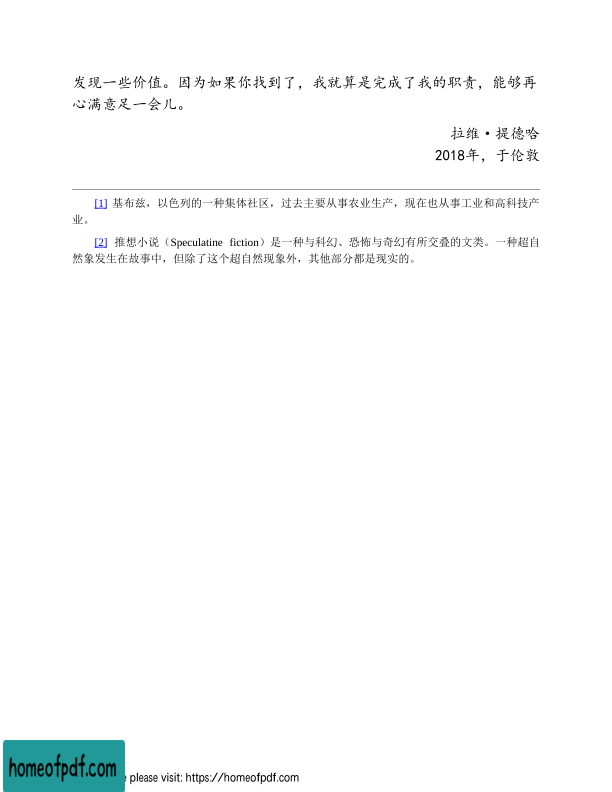 发现一些价值。因为如果你找到了，我就算是完成了我的职责，能够再
心满意足一会儿。
拉维·提德哈
2018年，于伦敦
[1] 基布兹，以色列的一种集体社区，过去主要从事农业生产，现在也从事工业和高科技产
业。
[2] 推想小说（Speculatine fiction）是一种与科幻、恐怖与奇幻有所交叠的文类。一种超自
然象发生在故事中，但除了这个超自然现象外，其他部分都是现实的。
homeofpdf.com
please visit: https://homeofpdf.com